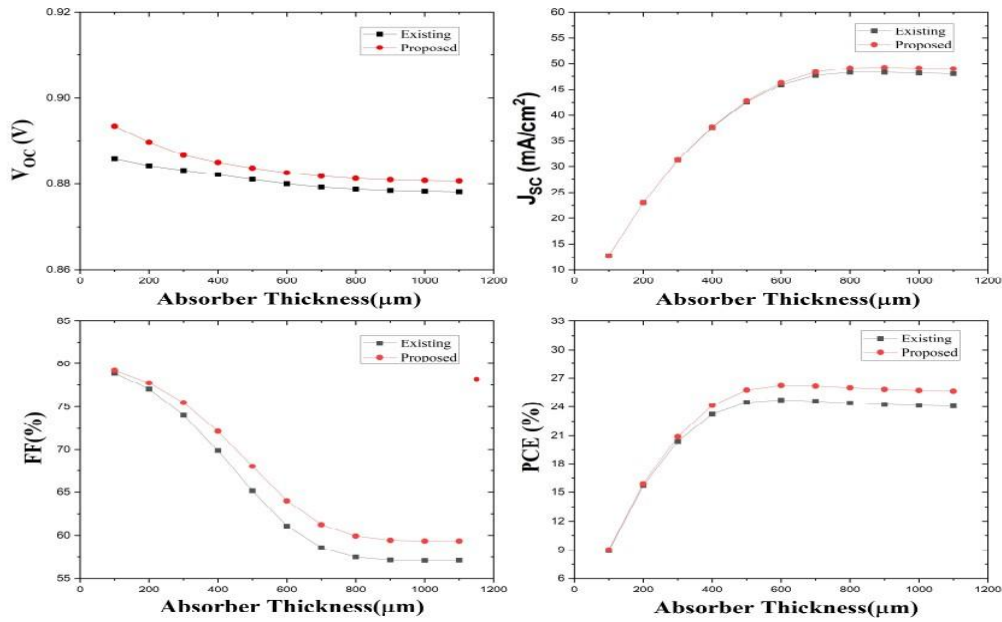 0.92
0.90
0.88
0.86
V_OC (V)
Existing
Proposed
0 200 400 600 800 1000 1200
Absorber Thickness(μm)
60
50
45
40
35
30
25
20
15
10
J_SC (mA/cm²)
Existing
Proposed
0 200 400 600 800 1000 1200
Absorber Thickness(μm)
85
80
75
70
65
60
55
FF(%)
Existing
Proposed
0 200 400 600 800 1000 1200
Absorber Thickness(μm)
33
30
27
24
21
18
15
12
9
6
PCE (%)
Existing
Proposed
0 200 400 600 800 1000 1200
Absorber Thickness(μm)